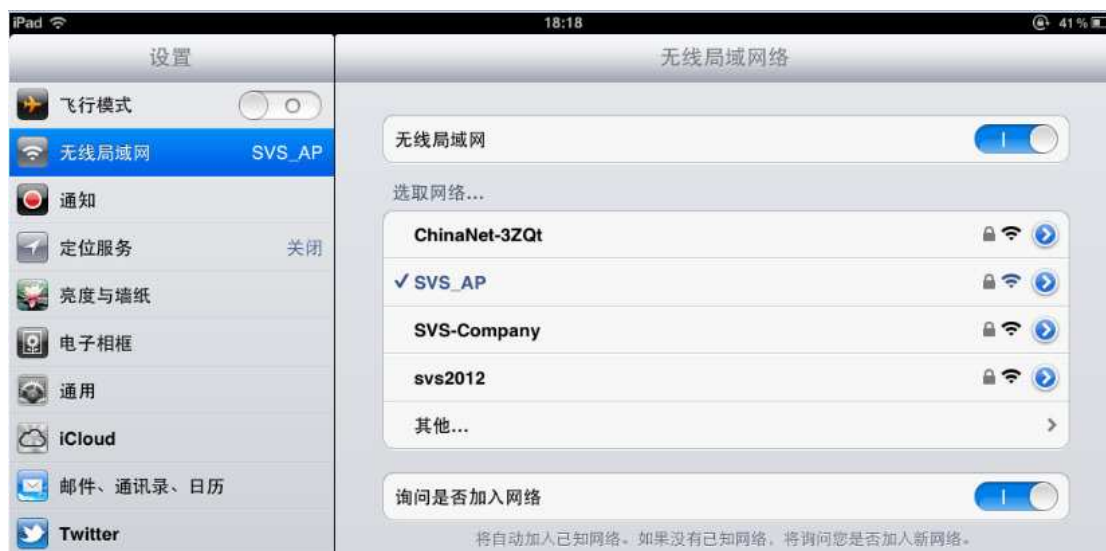 iPad 18:18 41%
设置
飞行模式
无线局域网 SVS_AP
通知
定位服务 关闭
亮度与墙纸
电子相框
通用
iCloud
邮件、通讯录、日历
Twitter
无线局域网络
无线局域网
选取网络...
ChinaNet-3ZQt
SVS_AP
SVS-Company
svs2012
其他...
询问是否加入网络
将自动加入已知网络。如果没有已知网络，将询问您是否加入新网络。